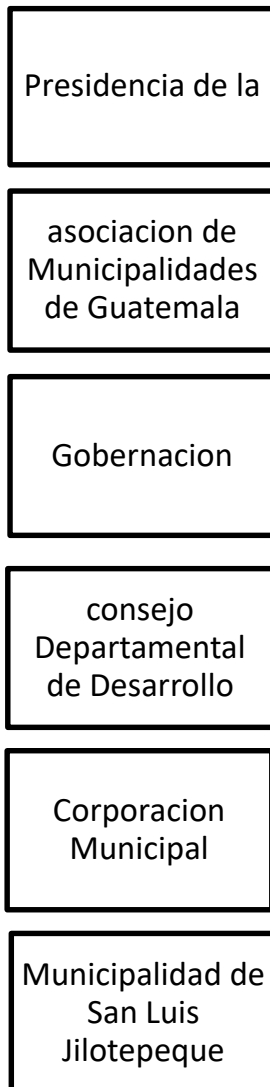 Presidencia de la
asociacion de
Municipalidades
de Guatemala
Gobernacion
consejo
Departamental
de Desarrollo
Corporacion
Municipal
Municipalidad de
San Luis
Jilotepeque